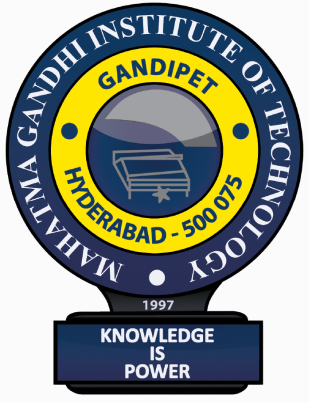 MAHATMA GANDHI INSTITUTE OF TECHNOLOGY
GANDIPET
HYDERABAD - 500 075
1997
KNOWLEDGE
IS
POWER